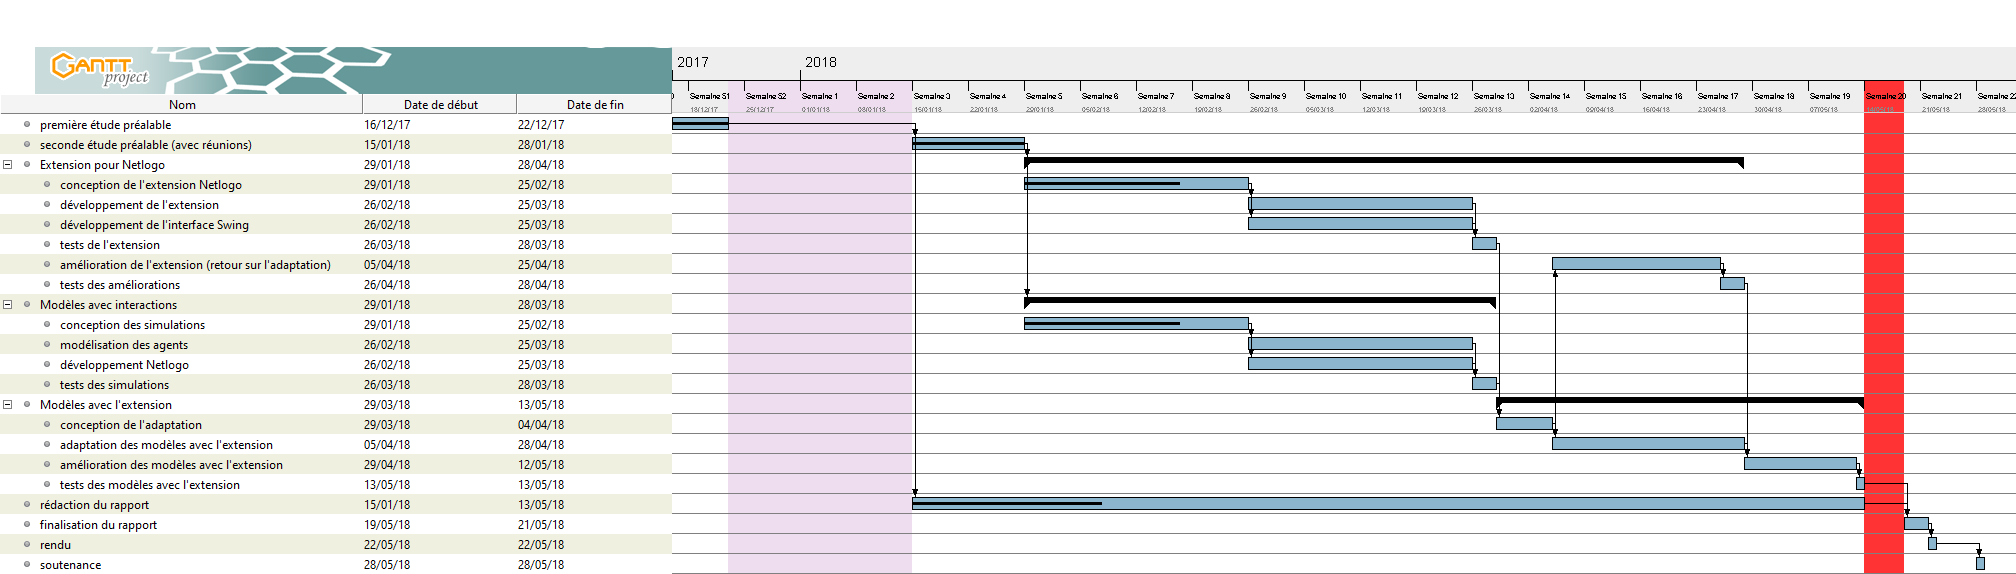 GANTT project
2017 2018
Nom Date de début Date de fin
Semaine 51 Semaine 52 Semaine 1 Semaine 2 Semaine 3 Semaine 4 Semaine 5 Semaine 6 Semaine 7 Semaine 8 Semaine 9 Semaine 10 Semaine 11 Semaine 12 Semaine 13 Semaine 14 Semaine 15 Semaine 16 Semaine 17 Semaine 18 Semaine 19 Semaine 20 Semaine 21 Semaine 22
18/12/17 25/12/17 01/01/18 08/01/18 15/01/18 22/01/18 29/01/18 05/02/18 12/02/18 19/02/18 26/02/18 05/03/18 12/03/18 19/03/18 26/03/18 02/04/18 09/04/18 16/04/18 23/04/18 30/04/18 07/05/18 14/05/18 21/05/18 28/05/18
première étude préalable 16/12/17 22/12/17
seconde étude préalable (avec réunions) 15/01/18 28/01/18
Extension pour Netlogo 29/01/18 28/04/18
conception de l'extension Netlogo 29/01/18 25/02/18
développement de l'extension 26/02/18 25/03/18
développement de l'interface Swing 26/02/18 25/03/18
tests de l'extension 26/03/18 28/03/18
amélioration de l'extension (retour sur l'adaptation) 05/04/18 25/04/18
tests des améliorations 26/04/18 28/04/18
Modèles avec interactions 29/01/18 28/03/18
conception des simulations 29/01/18 25/02/18
modélisation des agents 26/02/18 25/03/18
développement Netlogo 26/02/18 25/03/18
tests des simulations 26/03/18 28/03/18
Modèles avec l'extension 29/03/18 13/05/18
conception de l'adaptation 29/03/18 04/04/18
adaptation des modèles avec l'extension 05/04/18 28/04/18
amélioration des modèles avec l'extension 29/04/18 12/05/18
tests des modèles avec l'extension 13/05/18 13/05/18
rédaction du rapport 15/01/18 13/05/18
finalisation du rapport 19/05/18 21/05/18
rendu 22/05/18 22/05/18
soutenance 28/05/18 28/05/18